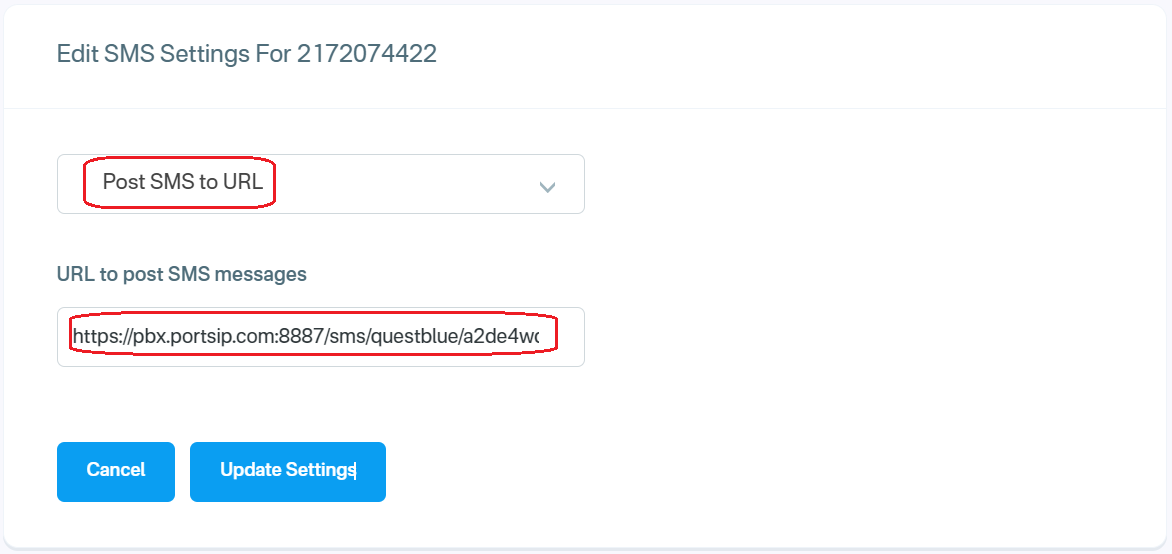 Edit SMS Settings For 2172074422
Post SMS to URL
URL to post SMS messages
https://pbx.portsip.com:8887/sms/questblue/a2de4w
Cancel
Update Settings